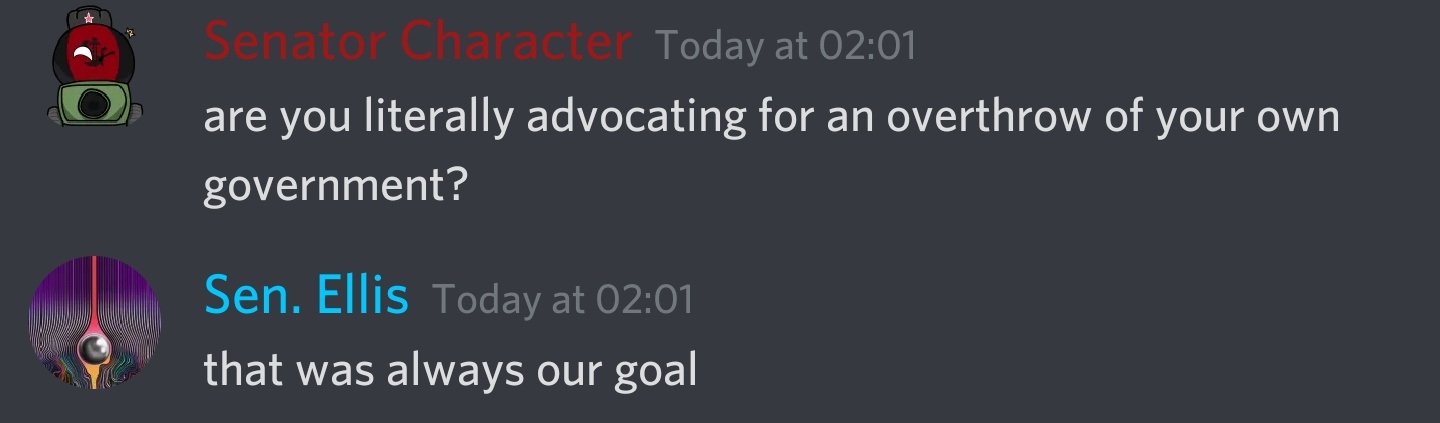 Senator Character Today at 02:01
are you literally advocating for an overthrow of your own
government?
Sen. Ellis Today at 02:01
that was always our goal